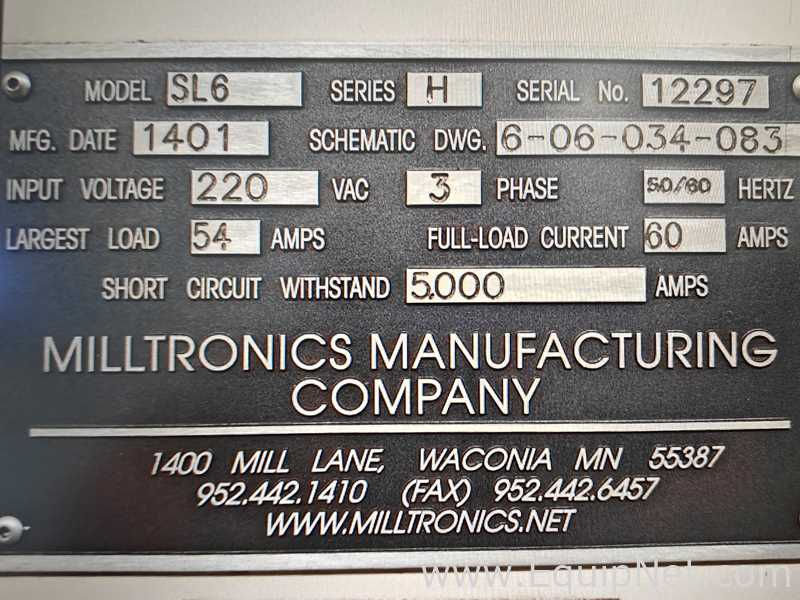 MODEL SL6 SERIES H SERIAL No. 12297
MFG. DATE 1401 SCHEMATIC DWG. 6-06-034-083
INPUT VOLTAGE 220 VAC 3 PHASE 50/60 HERTZ
LARGEST LOAD 54 AMPS FULL-LOAD CURRENT 60 AMPS
SHORT CIRCUIT WITHSTAND 5,000 AMPS
MILLTRONICS MANUFACTURING
COMPANY
1400 MILL LANE, WACONIA MN 55387
952.442.1410 (FAX) 952.442.6457
WWW.MILLTRONICS.NET
www.EquipNet.com